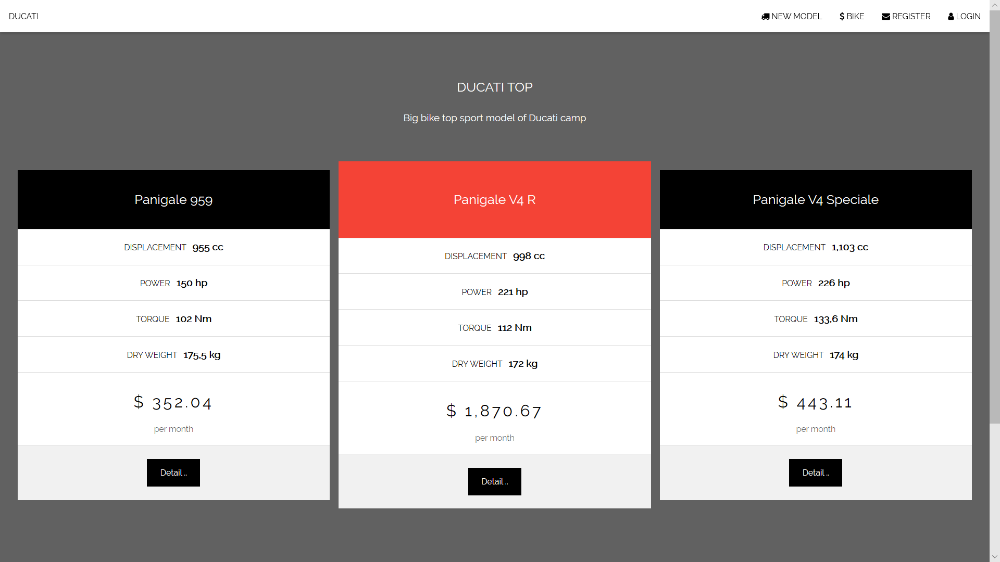 DUCATI
NEW MODEL
BIKE
REGISTER
LOGIN
DUCATI TOP
Big bike top sport model of Ducati camp
Panigale 959
DISPLACEMENT 955 cc
POWER 150 hp
TORQUE 102 Nm
DRY WEIGHT 175,5 kg
$ 352.04
per month
Detail ..
Panigale V4 R
DISPLACEMENT 998 cc
POWER 221 hp
TORQUE 112 Nm
DRY WEIGHT 172 kg
$ 1,870.67
per month
Detail ..
Panigale V4 Speciale
DISPLACEMENT 1,103 cc
POWER 226 hp
TORQUE 133,6 Nm
DRY WEIGHT 174 kg
$ 443.11
per month
Detail ..